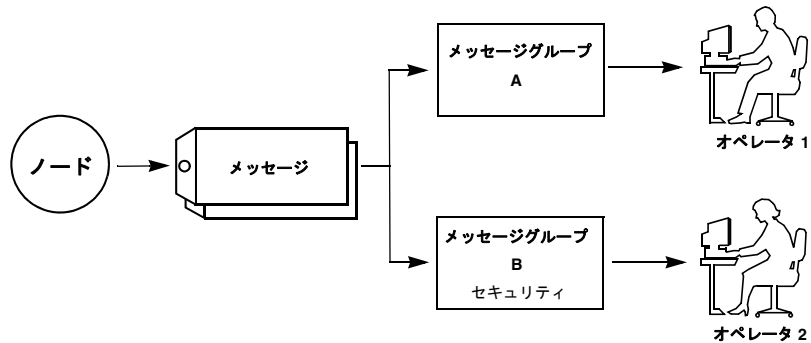 ノード
メッセージ
メッセージグループ
A
オペレータ 1
メッセージグループ
B
セキュリティ
オペレータ 2